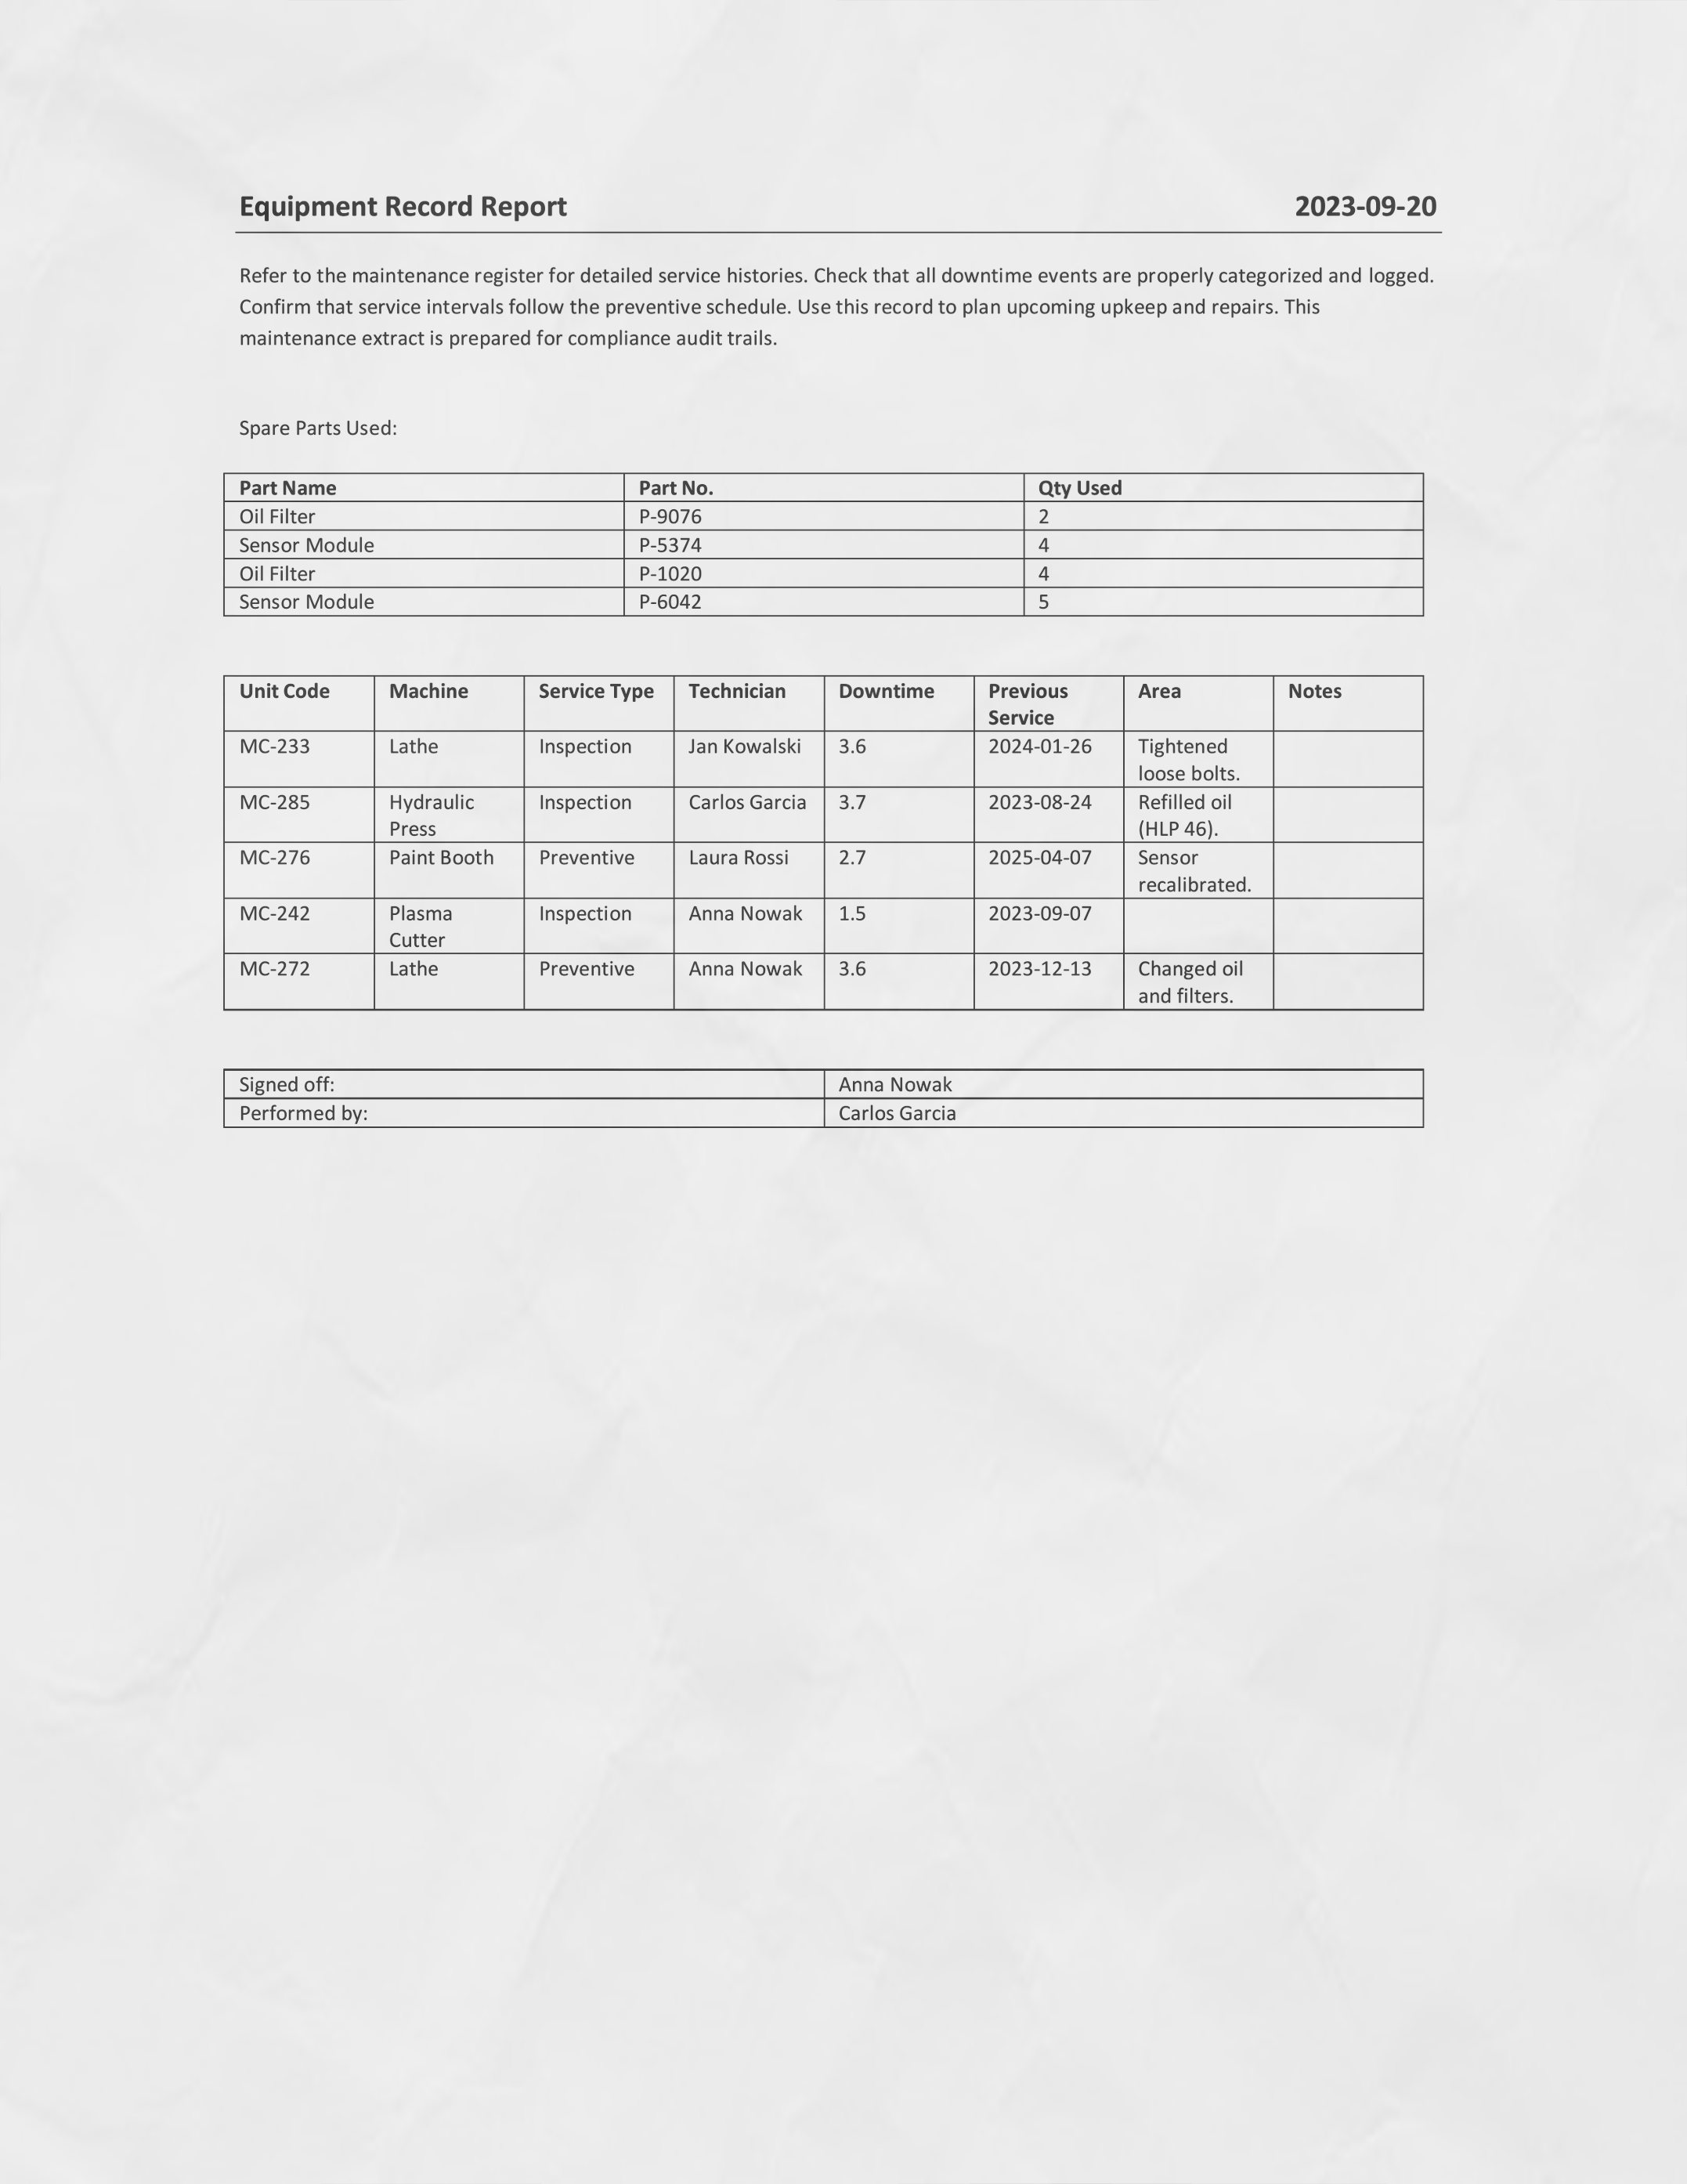 Equipment Record Report 2023-09-20
Refer to the maintenance register for detailed service histories. Check that all downtime events are properly categorized and logged.
Confirm that service intervals follow the preventive schedule. Use this record to plan upcoming upkeep and repairs. This
maintenance extract is prepared for compliance audit trails.
Spare Parts Used:
Part Name Part No. Qty Used
Oil Filter P-9076 2
Sensor Module P-5374 4
Oil Filter P-1020 4
Sensor Module P-6042 5
Unit Code Machine Service Type Technician Downtime Previous Area Notes
Service
MC-233 Lathe Inspection Jan Kowalski 3.6 2024-01-26 Tightened
loose bolts.
MC-285 Hydraulic Inspection Carlos Garcia 3.7 2023-08-24 Refilled oil
Press (HLP 46).
MC-276 Paint Booth Preventive Laura Rossi 2.7 2025-04-07 Sensor
recalibrated.
MC-242 Plasma Inspection Anna Nowak 1.5 2023-09-07
Cutter
MC-272 Lathe Preventive Anna Nowak 3.6 2023-12-13 Changed oil
and filters.
Signed off: Anna Nowak
Performed by: Carlos Garcia